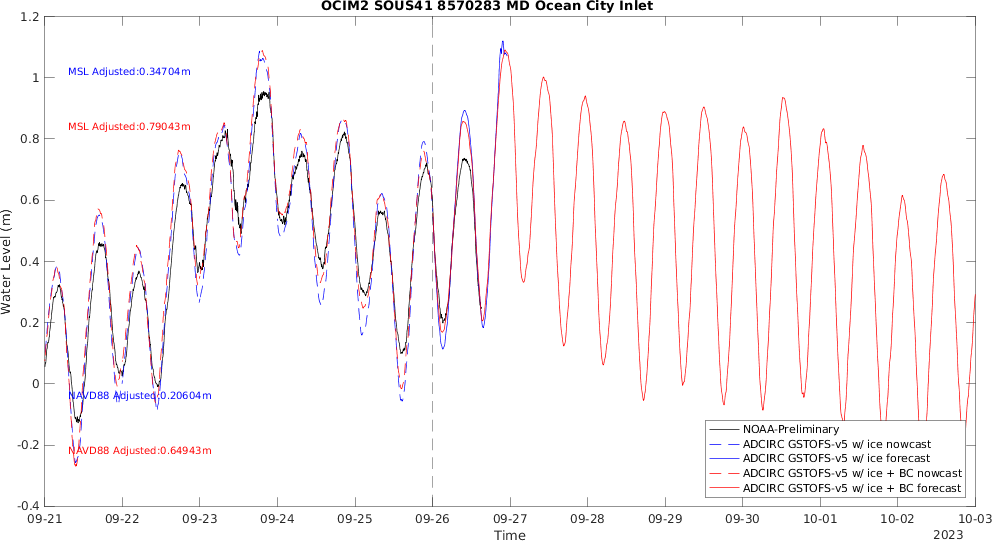 OCIM2 SOUS41 8570283 MD Ocean City Inlet
1.2
1
0.8
0.6
0.4
0.2
0
-0.2
-0.4
Water Level (m)
MSL Adjusted:0.34704m
MSL Adjusted:0.79043m
NAVD88 Adjusted:0.20604m
NAVD88 Adjusted:0.64943m
NOAA-Preliminary
ADCIRC GSTOFS-v5 w/ ice nowcast
ADCIRC GSTOFS-v5 w/ ice forecast
ADCIRC GSTOFS-v5 w/ ice + BC nowcast
ADCIRC GSTOFS-v5 w/ ice + BC forecast
09-21 09-22 09-23 09-24 09-25 09-26 09-27 09-28 09-29 09-30 10-01 10-02 10-03
Time
2023